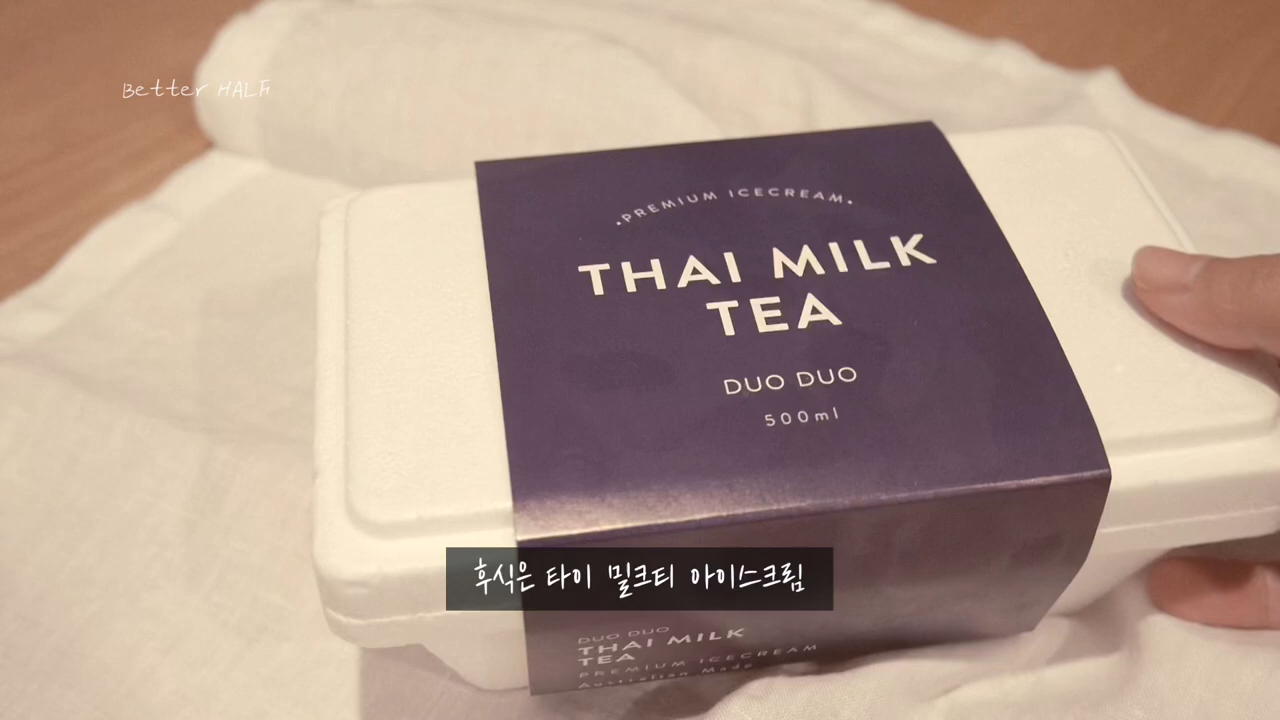 Better HALF
·PREMIUM ICECREAM·
THAI MILK
TEA
DUO DUO
500ml
후식은 타이 밀크티 아이스크림
DUO DUO
THAI MILK
TEA
PREMIUM ICECREAM
Australian Made